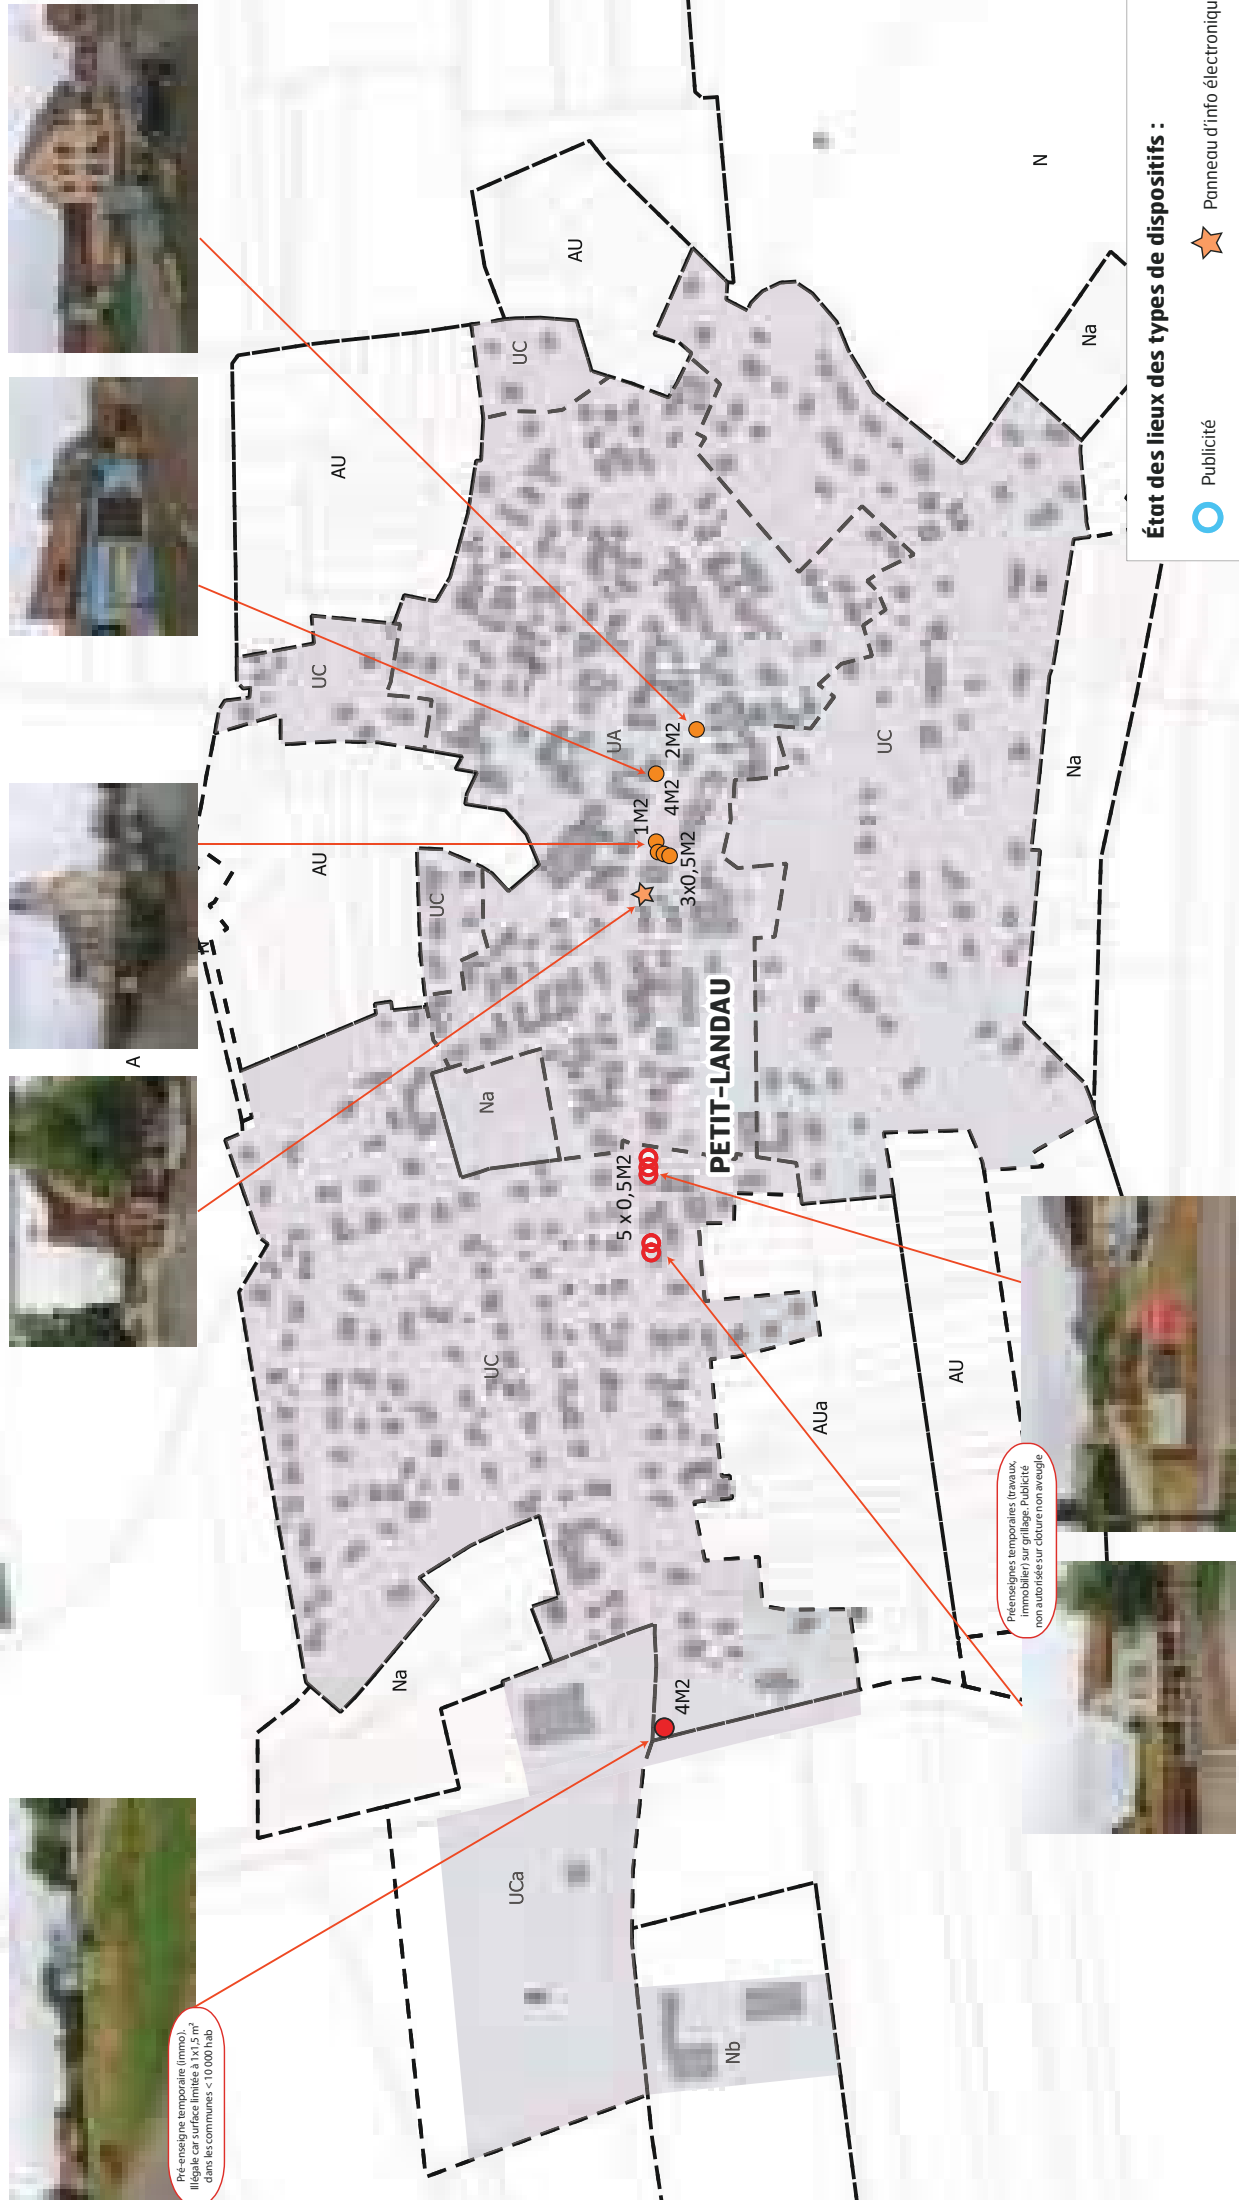 Pré-enseigne temporaire (immo).
Illégale car surface limitée à 1x1,5 m²
dans les communes < 10 000 hab
A
N
AU
AU
AU
UC
UC
UC
UA
Na
UC
Na
UCa
Nb
4M2
5 x 0,5M2
PETIT-LANDAU
3x0,5M2
1M2
4M2
2M2
UC
AUa
AU
Na
Na
N
Préenseignes temporaires (travaux,
immobilier) sur grillage. Publicité
non autorisée sur cloture non aveugle
État des lieux des types de dispositifs :
Publicité
Panneau d'info électroniqu